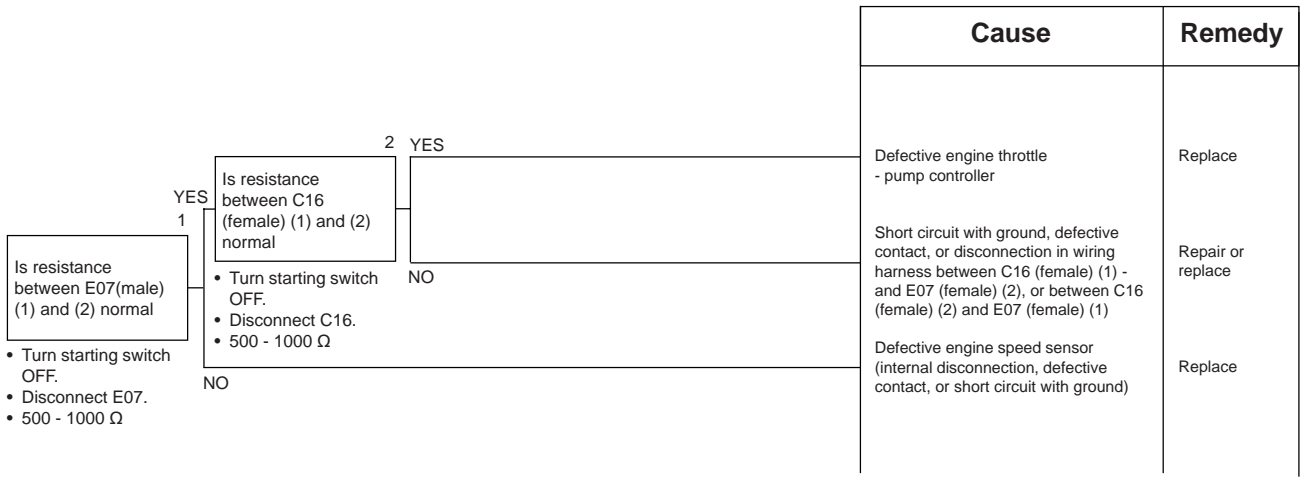 Cause
Remedy
2 YES
Defective engine throttle
- pump controller
Replace
YES
1
Is resistance
between C16
(female) (1) and (2)
normal
Is resistance
between E07(male)
(1) and (2) normal
• Turn starting switch
OFF.
• Disconnect C16.
• 500 - 1000 Ω
NO
Short circuit with ground, defective
contact, or disconnection in wiring
harness between C16 (female) (1) -
and E07 (female) (2), or between C16
(female) (2) and E07 (female) (1)
Repair or
replace
• Turn starting switch
OFF.
• Disconnect E07.
• 500 - 1000 Ω
NO
Defective engine speed sensor
(internal disconnection, defective
contact, or short circuit with ground)
Replace